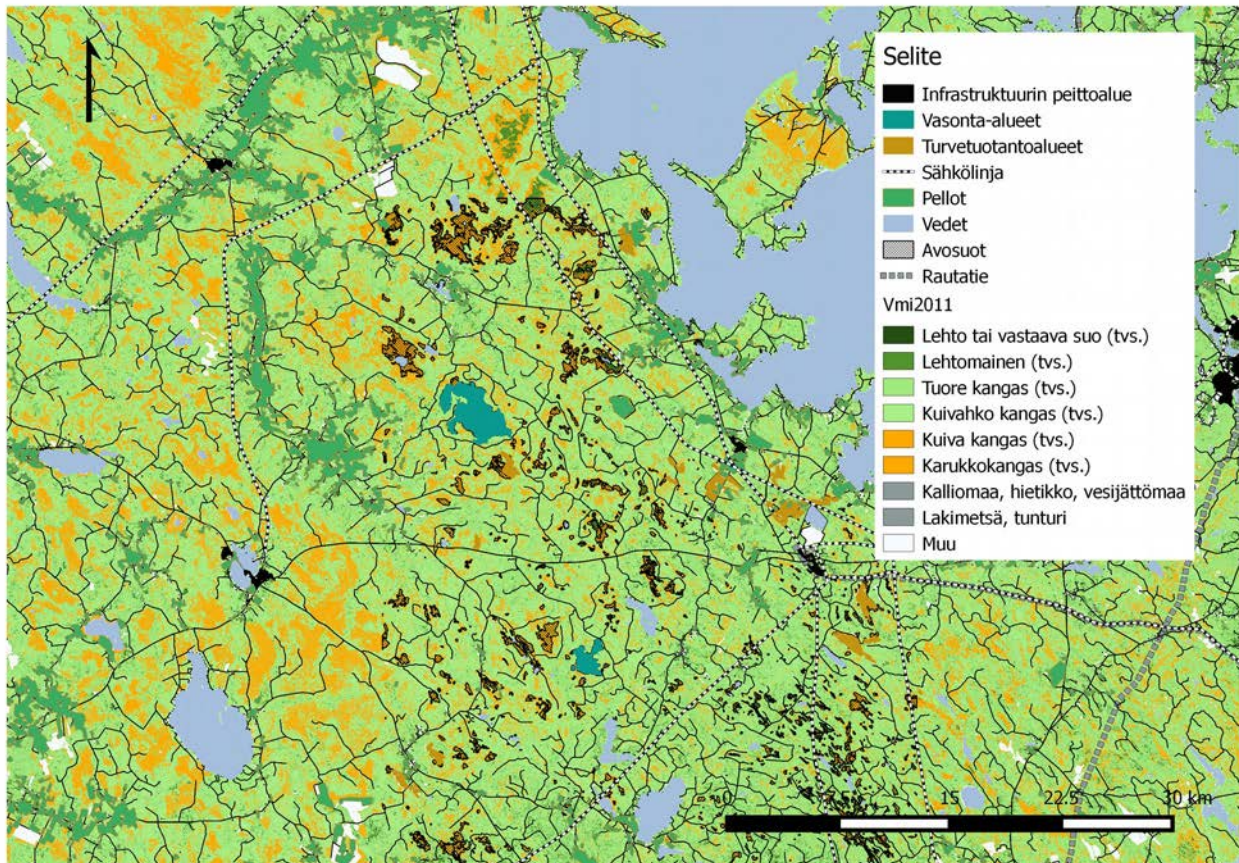 Selite
Infrastruktuurin peittoalue
Vasonta-alueet
Turvetuotantoalueet
Sähkölinja
Pellot
Vedet
Avosuot
Rautatie
Vmi2011
Lehto tai vastaava suo (tvs.)
Lehtomainen (tvs.)
Tuore kangas (tvs.)
Kuivahko kangas (tvs.)
Kuiva kangas (tvs.)
Karukkokangas (tvs.)
Kalliomaa, hietikko, vesijättömaa
Lakimetsä, tunturi
Muu
0 15 22.5 30 km